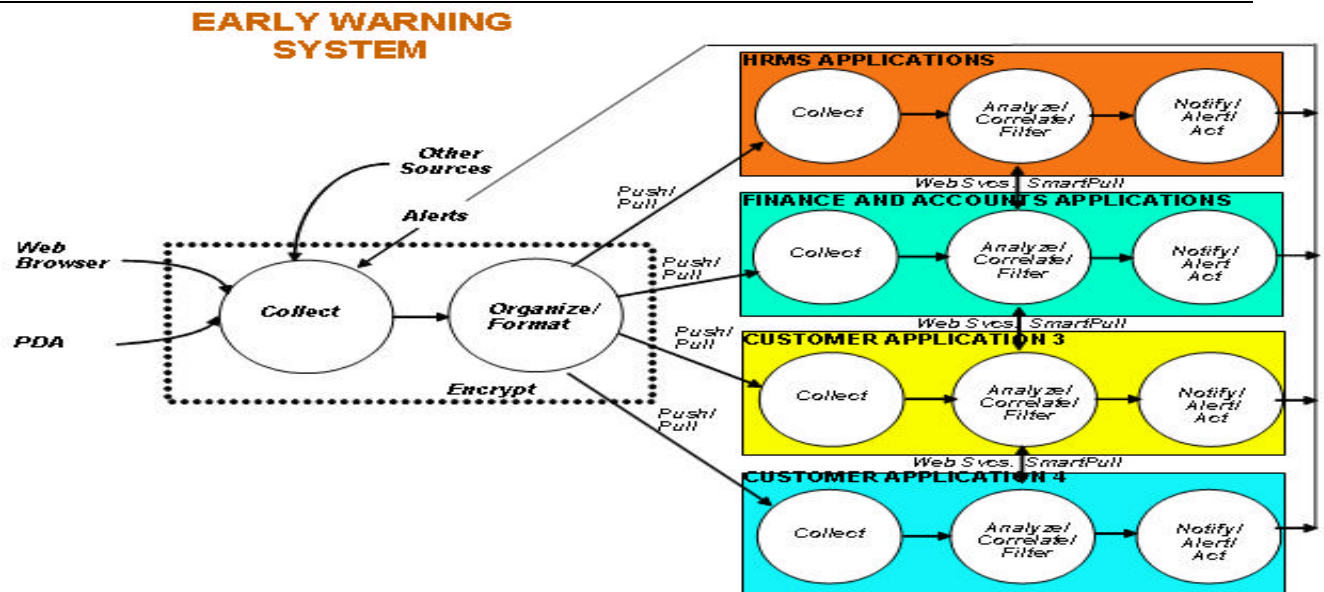 EARLY WARNING
SYSTEM
HRMS APPLICATIONS
Collect
Analyze/
Correlate/
Filter
Notify/
Alert/
Act
Other
Sources
Push/
Pull
Web Svcs. SmartPull
FINANCE AND ACCOUNTS APPLICATIONS
Alerts
Web
Browser
Push/
Pull
Collect
Analyze/
Correlate/
Filter
Notify/
Alert
Act
Collect
Organize/
Format
PDA
Push/
Pull
Web Svcs. SmartPull
CUSTOMER APPLICATION 3
Encrypt
Collect
Analyze/
Correlate/
Filter
Notify/
Alert/
Act
Push/
Pull
Web Svcs. SmartPull
CUSTOMER APPLICATION 4
Collect
Analyze/
Correlate/
Filter
Notify/
Alert/
Act